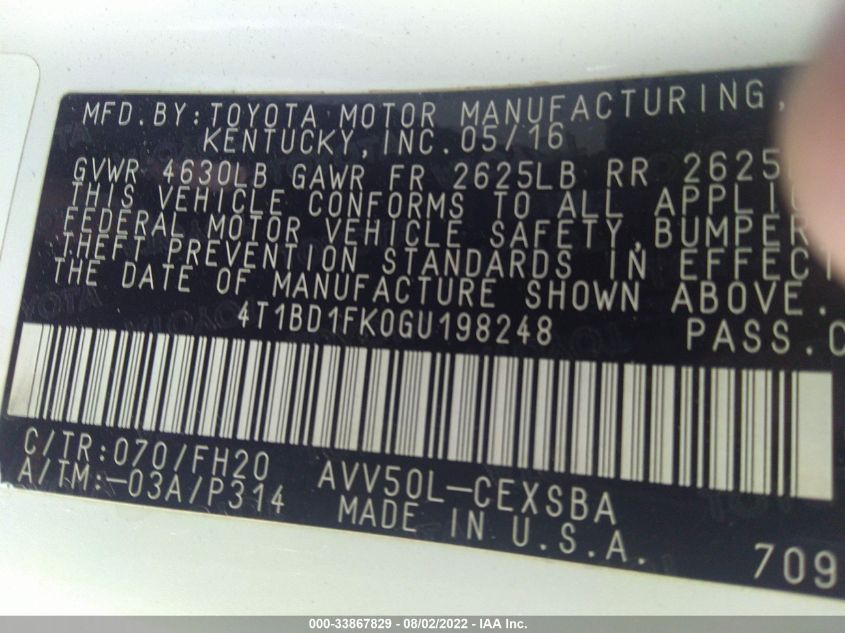 MFD.BY:TOYOTA MOTOR MANUFACTURING,
KENTUCKY,INC.05/16
GVWR 4630LB GAWR FR 2625LB RR 2625
THIS VEHICLE CONFORMS TO ALL APPLIC
FEDERAL MOTOR VEHICLE SAFETY,BUMPER
THEFT PREVENTION STANDARDS IN EFFECT
THE DATE OF MANUFACTURE SHOWN ABOVE.
4T1BD1FK0GU198248 PASS.C
C/TR:070/FH20 AVV50L-CEXSBA
A/TM:-03A/P314 MADE IN U.S.A.
709
000-33867829 - 08/02/2022 - IAA Inc.